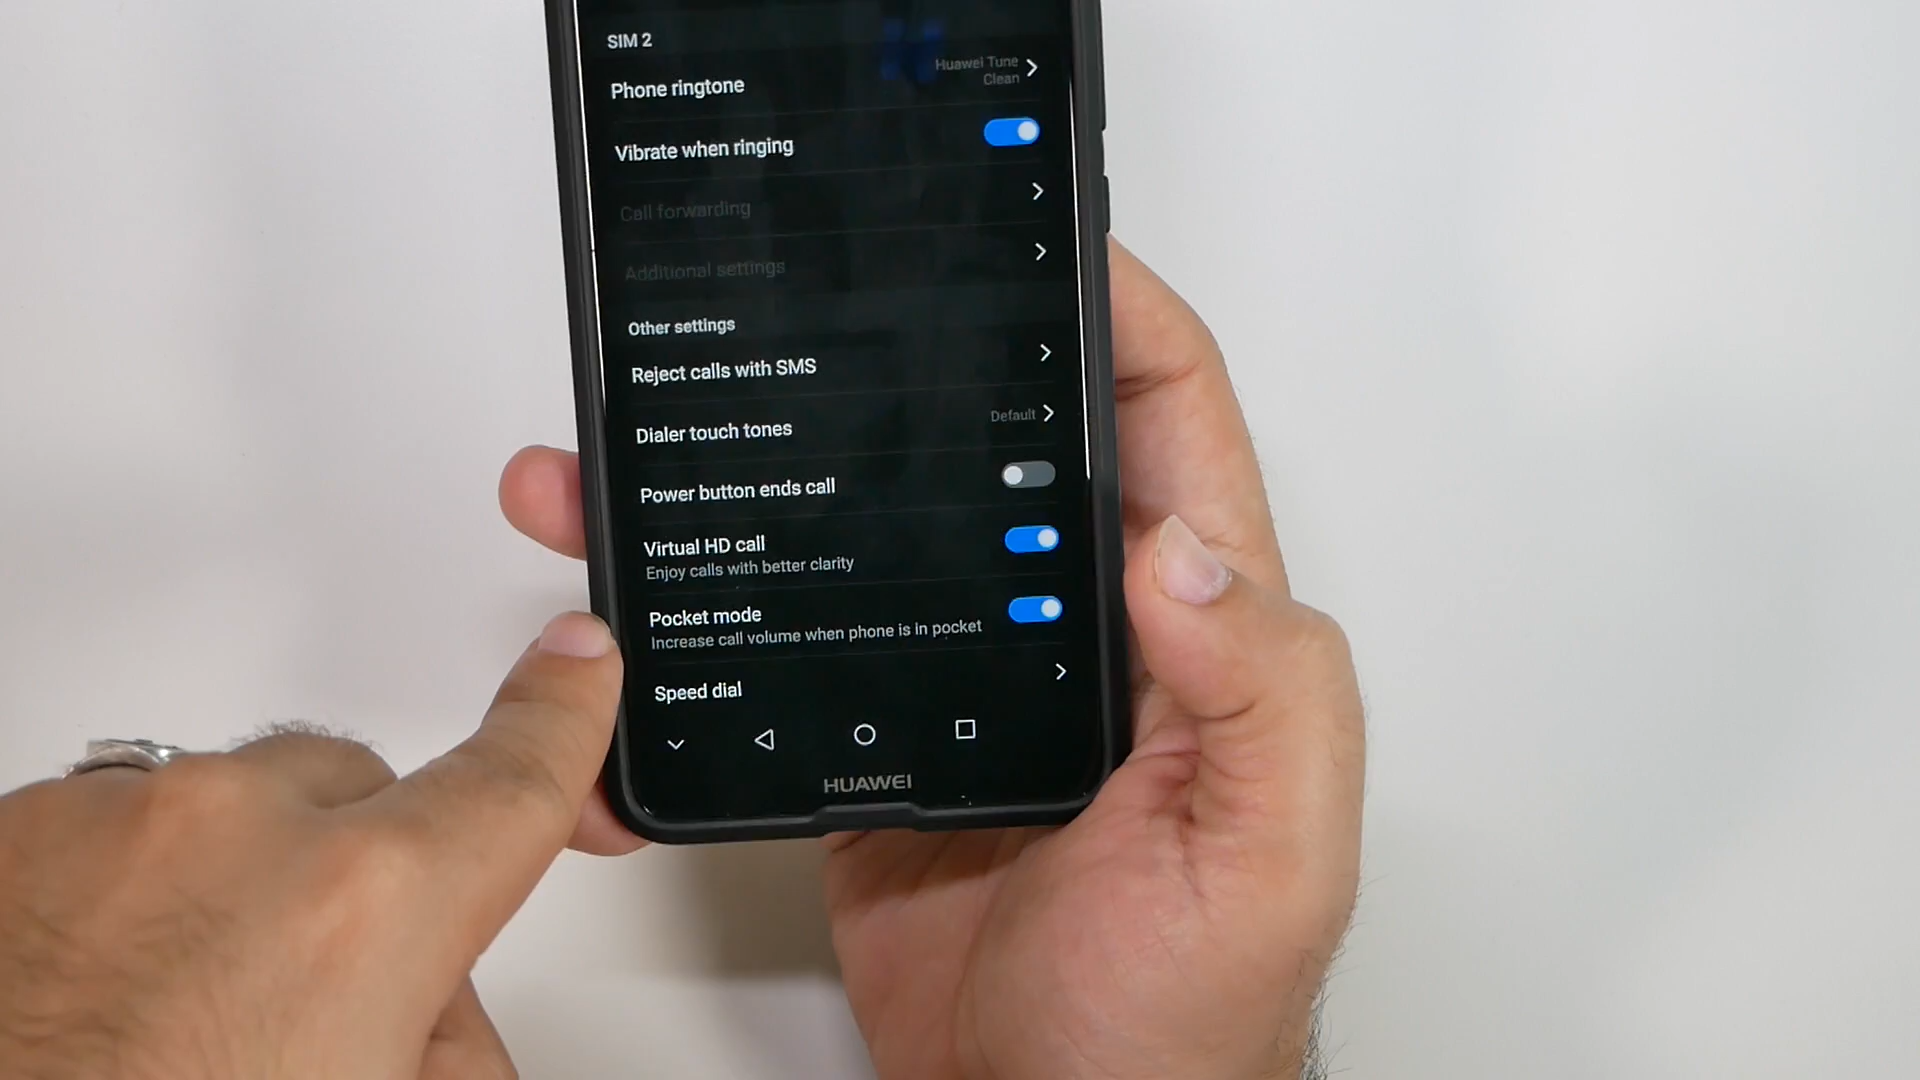 SIM 2
Phone ringtone
Huawei Tune
Clean
Vibrate when ringing
Call forwarding
Additional settings
Other settings
Reject calls with SMS
Dialer touch tones
Default
Power button ends call
Virtual HD call
Enjoy calls with better clarity
Pocket mode
Increase call volume when phone is in pocket
Speed dial
HUAWEI